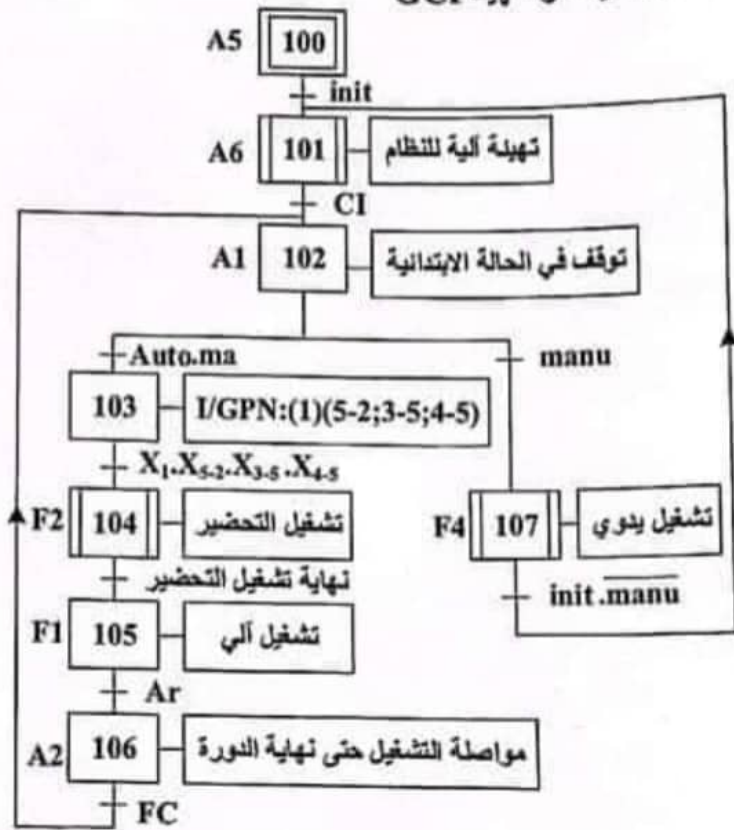 GCI
A5 100
init
A6 101 تهيئة آلية للنظام
CI
A1 102 توقف في الحالة الابتدائية
Auto.ma manu
103 I/GPN:(1)(5-2;3-5;4-5)
X₁.X₅₋₂.X₃₋₅.X₄₋₅
F2 104 تشغيل التحضير F4 107 تشغيل يدوي
نهاية تشغيل التحضير init.m̅a̅n̅u̅
F1 105 تشغيل آلي
Ar
A2 106 مواصلة التشغيل حتى نهاية الدورة
FC